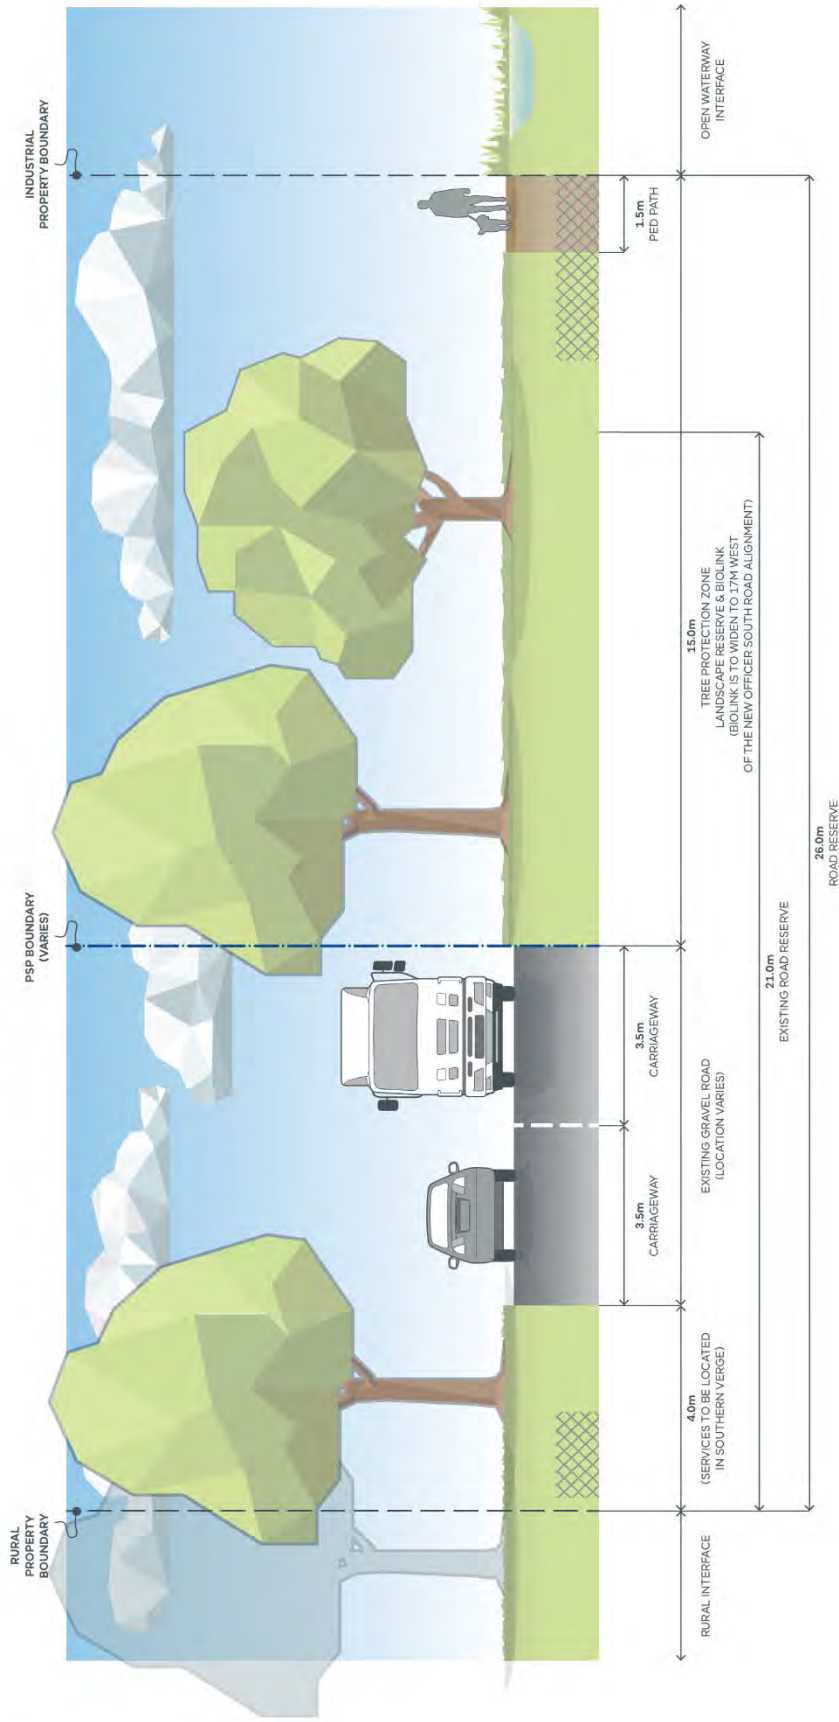 RURAL
PROPERTY
BOUNDARY
PSP BOUNDARY
(VARIES)
INDUSTRIAL
PROPERTY BOUNDARY
3.5m
CARRIAGEWAY
3.5m
CARRIAGEWAY
1.5m
PED PATH
RURAL INTERFACE
4.0m
(SERVICES TO BE LOCATED
IN SOUTHERN VERGE)
EXISTING GRAVEL ROAD
(LOCATION VARIES)
15.0m
TREE PROTECTION ZONE
LANDSCAPE RESERVE & BIOLINK
(BIOLINK IS TO WIDEN TO 17M WEST
OF THE NEW OFFICER SOUTH ROAD ALIGNMENT)
OPEN WATERWAY
INTERFACE
21.0m
EXISTING ROAD RESERVE
26.0m
ROAD RESERVE